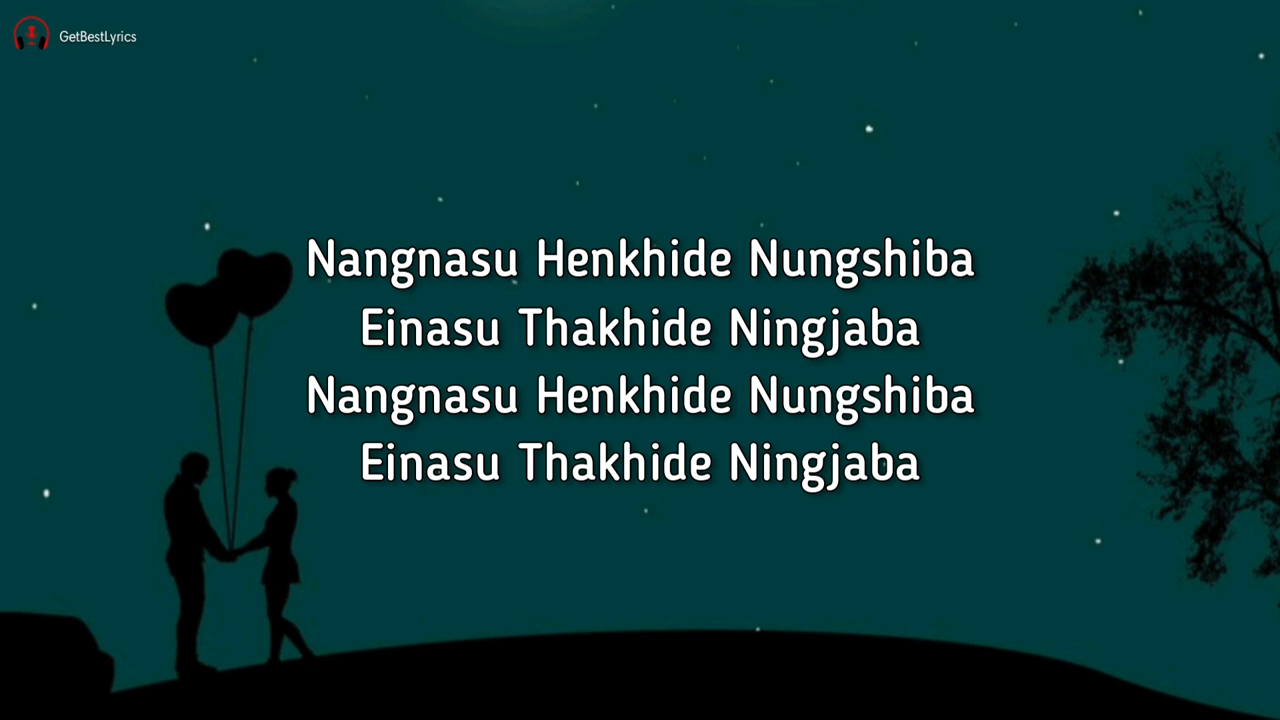 GetBestLyrics
Nangnasu Henkhide Nungshiba
Einasu Thakhide Ningjaba
Nangnasu Henkhide Nungshiba
Einasu Thakhide Ningjaba